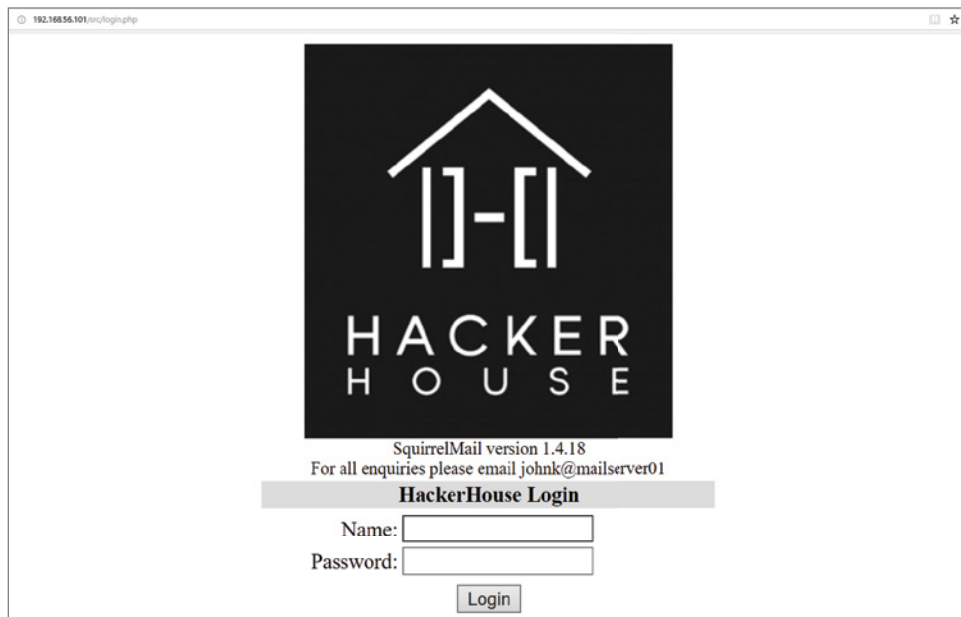 192.168.56.101/src/login.php
HACKER
HOUSE
SquirrelMail version 1.4.18
For all enquiries please email johnk@mailserver01
HackerHouse Login
Name:
Password:
Login